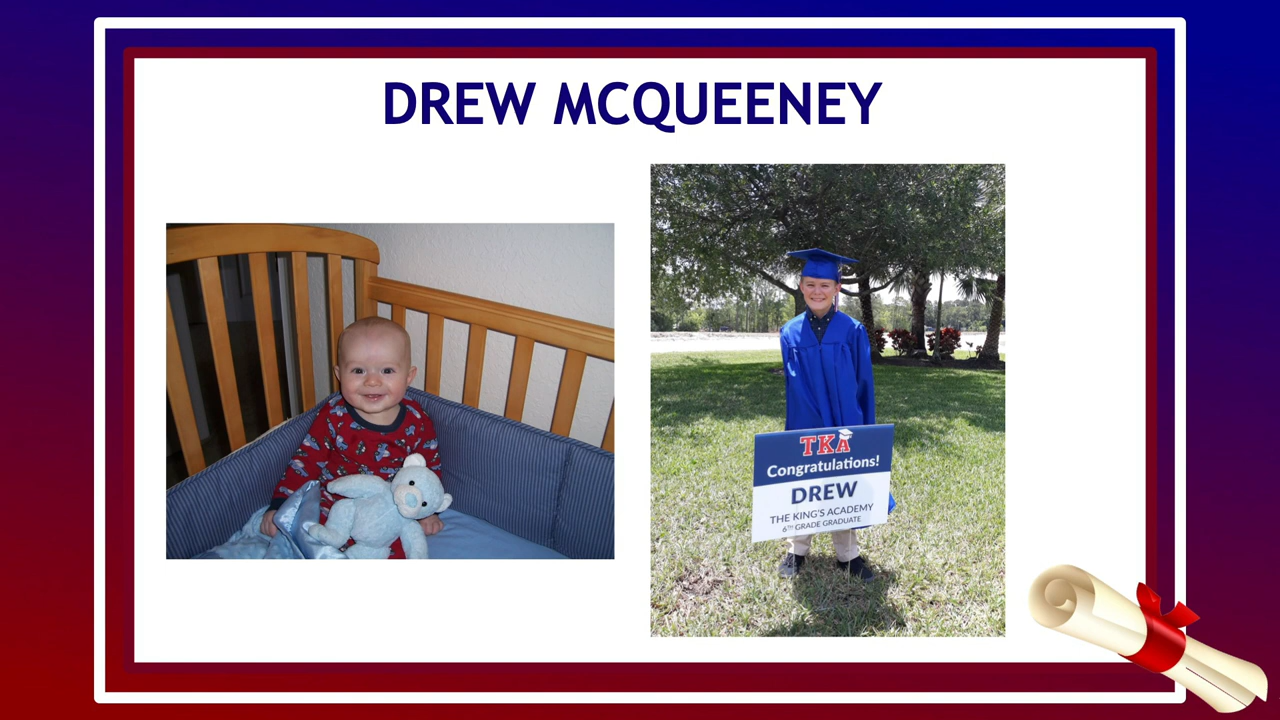 DREW MCQUEENEY
TKA
Congratulations!
DREW
THE KING'S ACADEMY
6TH GRADE GRADUATE